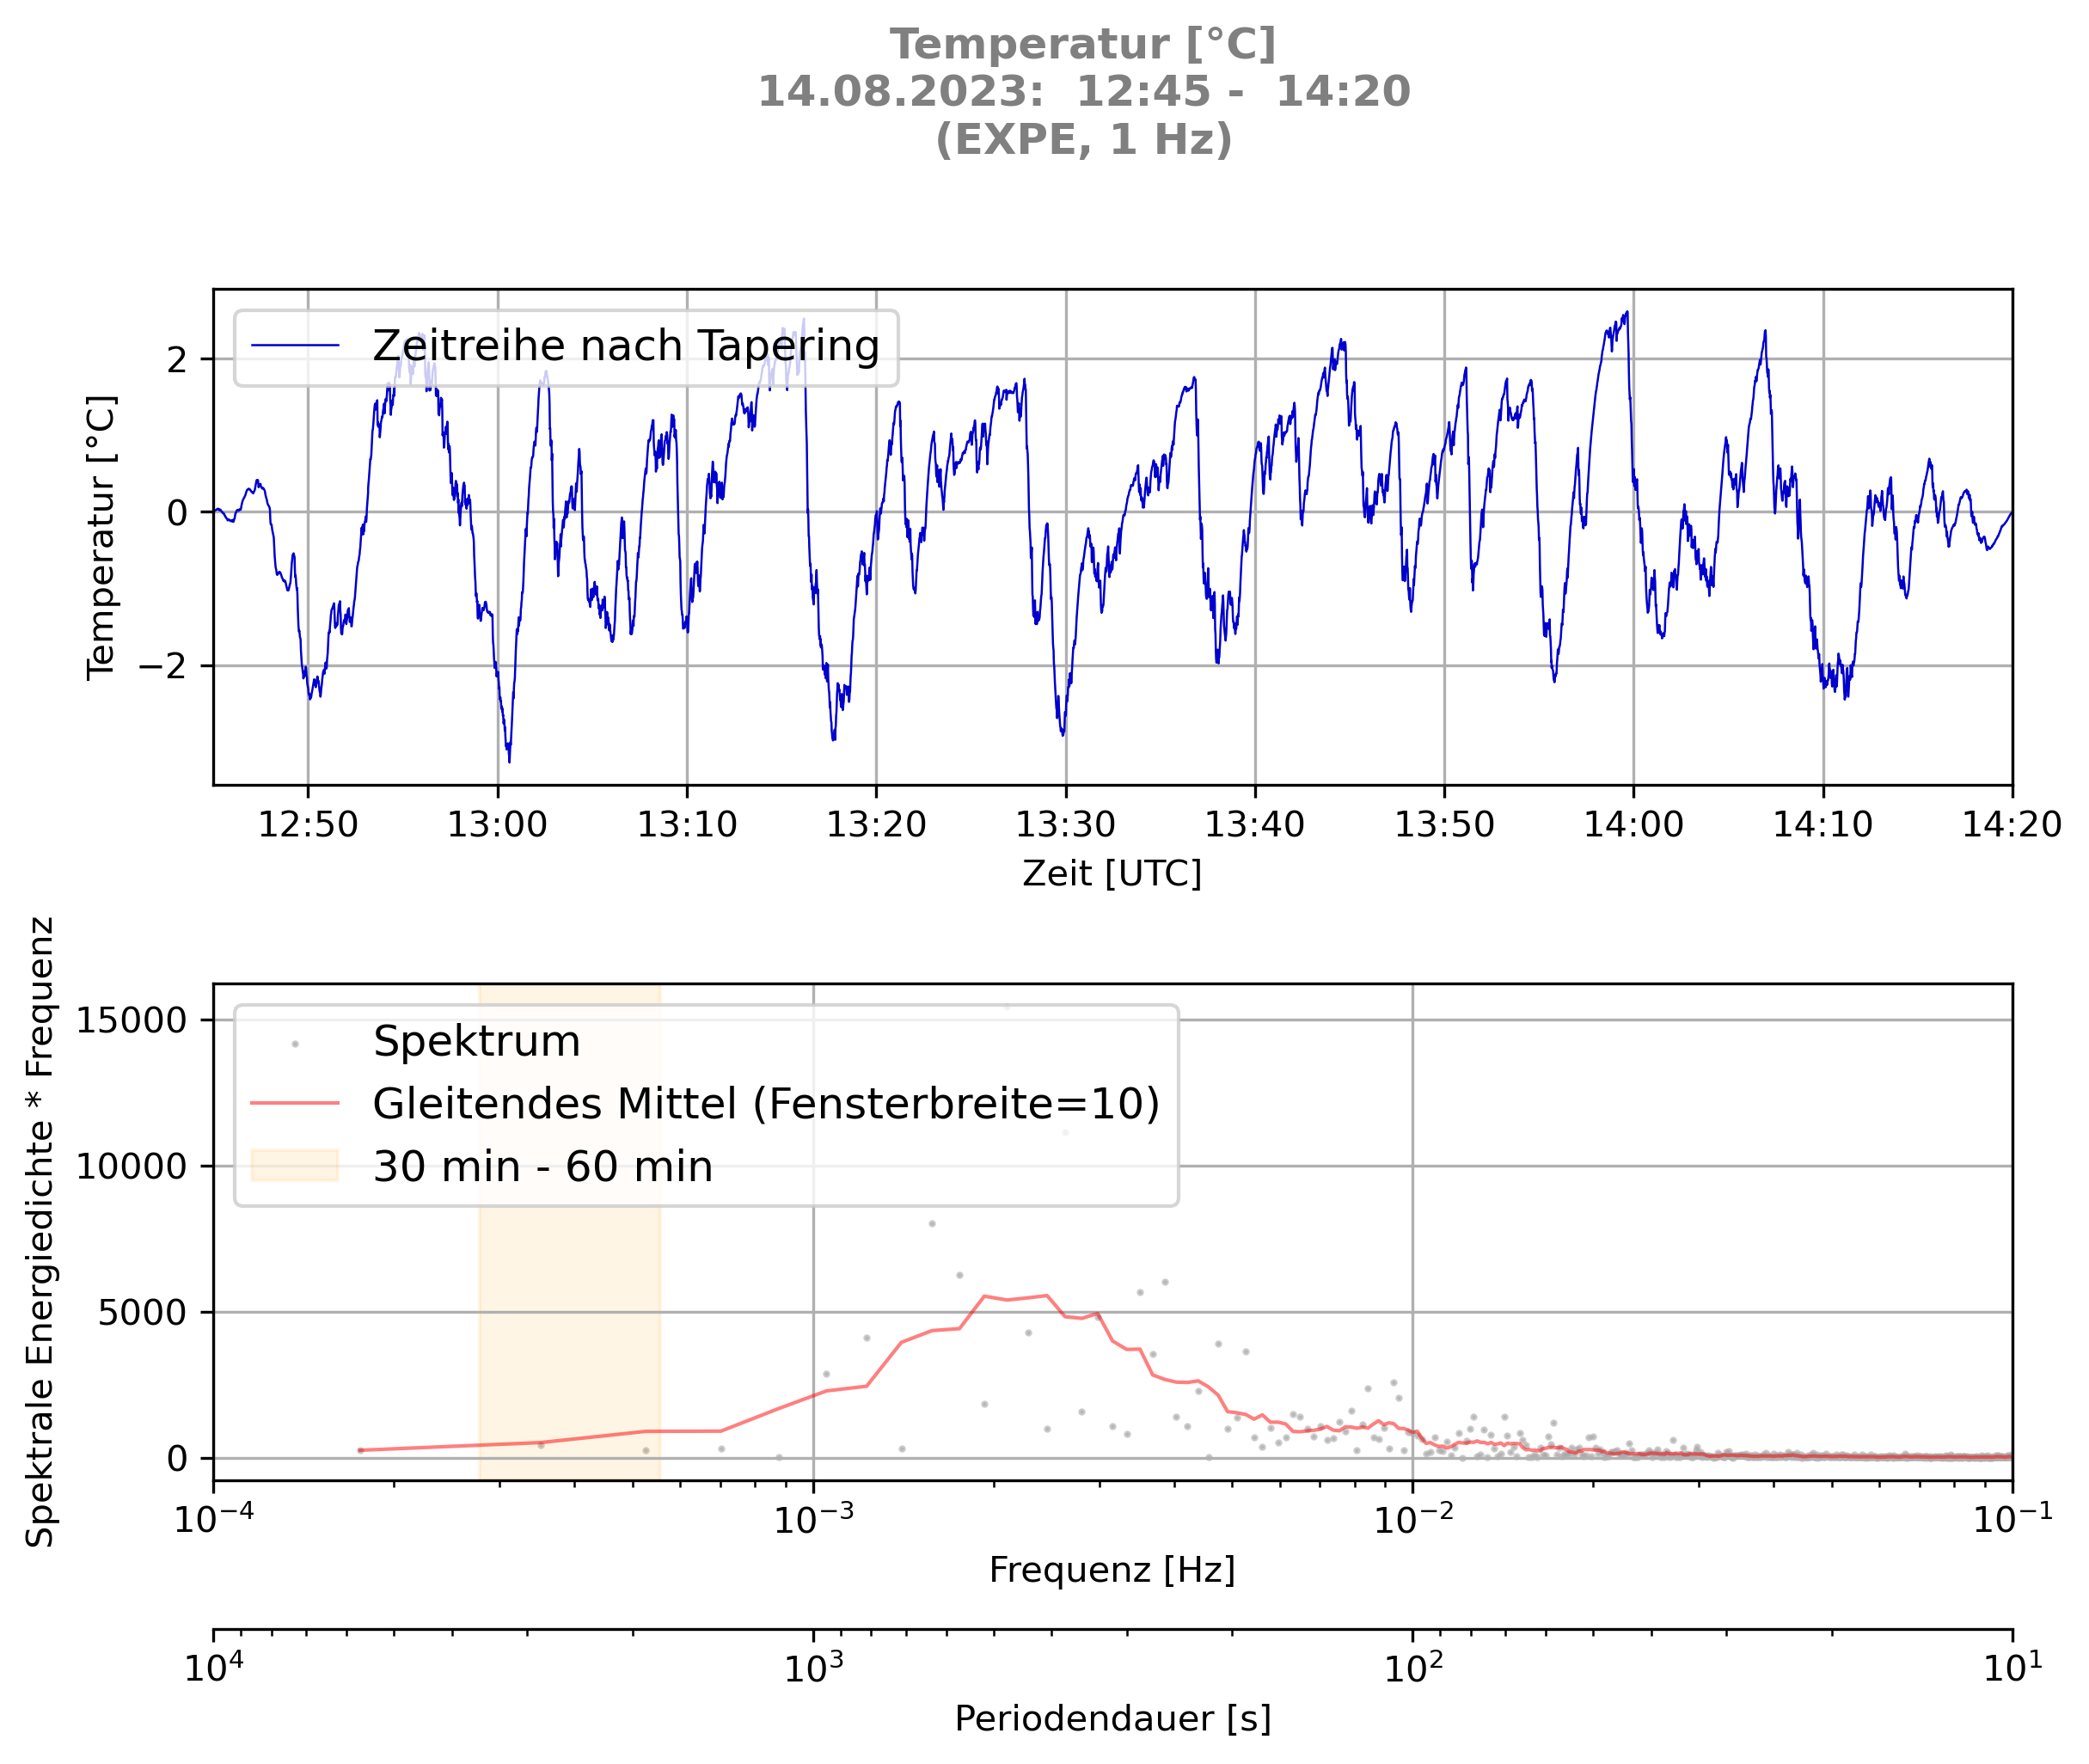 Temperatur [°C]
14.08.2023:  12:45 -  14:20
(EXPE, 1 Hz)
Zeitreihe nach Tapering
Temperatur [°C]
2
0
−2
12:50
13:00
13:10
13:20
13:30
13:40
13:50
14:00
14:10
14:20
Zeit [UTC]
Spektrum
Gleitendes Mittel (Fensterbreite=10)
30 min - 60 min
Spektrale Energiedichte * Frequenz
15000
10000
5000
0
10⁻⁴
10⁻³
10⁻²
10⁻¹
Frequenz [Hz]
10⁴
10³
10²
10¹
Periodendauer [s]